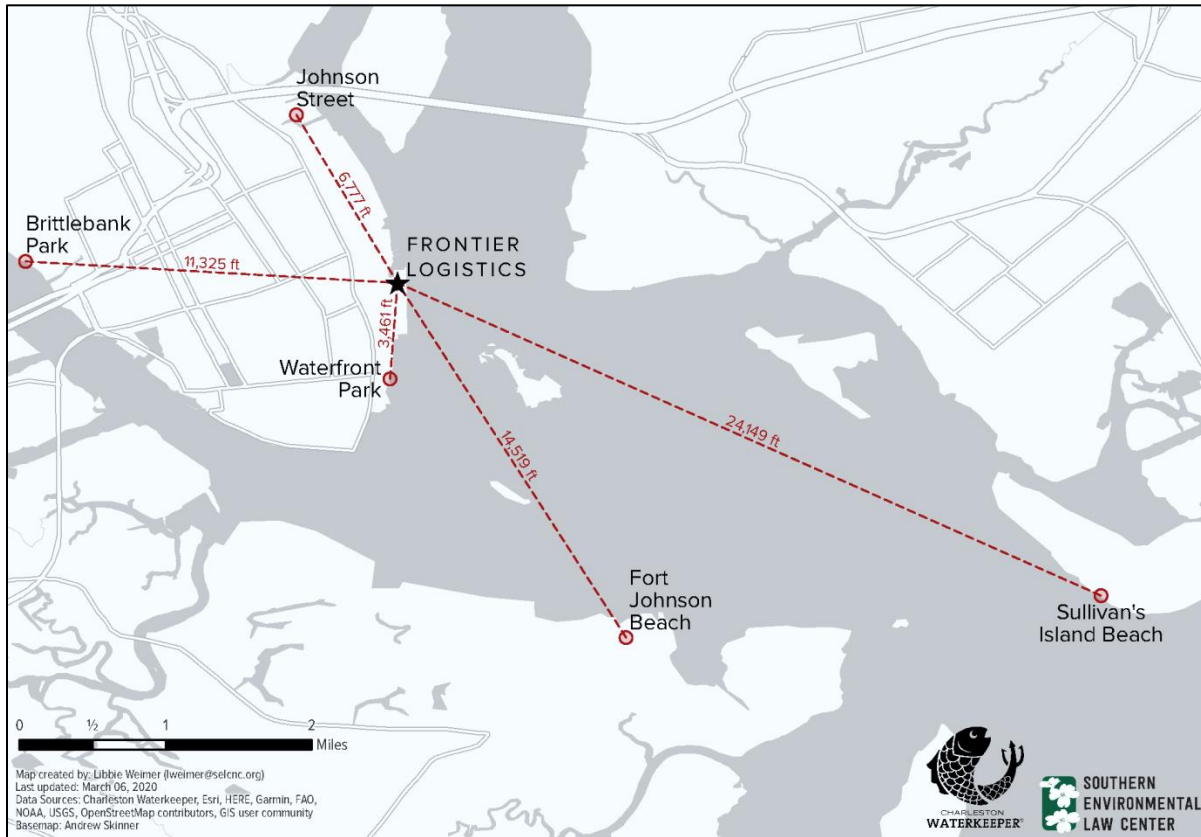 Johnson
Street
6,777 ft
Brittlebank
Park
11,325 ft
FRONTIER
LOGISTICS
3,461 ft
Waterfront
Park
14,519 ft
24,149 ft
Fort
Johnson
Beach
Sullivan's
Island Beach
0 ½ 1 2
Miles
Map created by: Libbie Weimer (lweimer@selcnc.org)
Last updated: March 06, 2020
Data Sources: Charleston Waterkeeper, Esri, HERE, Garmin, FAO,
NOAA, USGS, OpenStreetMap contributors, GIS user community
Basemap: Andrew Skinner
CHARLESTON
WATERKEEPER®
SOUTHERN
ENVIRONMENTAL
LAW CENTER